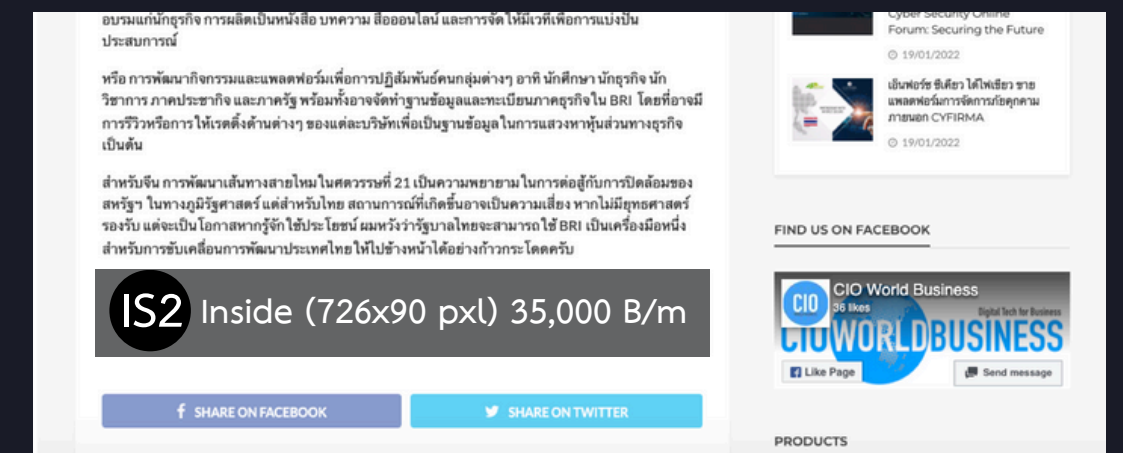 อบรมแก่นักธุรกิจ การผลิตเป็นหนังสือ บทความ สื่อออนไลน์ และการจัดให้มีเวทีเพื่อการแบ่งปัน
ประสบการณ์
หรือ การพัฒนากิจกรรมและแพลตฟอร์มเพื่อการปฏิสัมพันธ์คนกลุ่มต่างๆ อาทิ นักศึกษา นักธุรกิจ นัก
วิชาการ ภาคประชากิจ และภาครัฐ พร้อมทั้งอาจจัดทำฐานข้อมูลและทะเบียนภาคธุรกิจใน BRI โดยที่อาจมี
การรีวิวหรือการให้เรตติ้งด้านต่างๆ ของแต่ละบริษัทเพื่อเป็นฐานข้อมูลในการแสวงหาหุ้นส่วนทางธุรกิจ
เป็นต้น
สำหรับจีน การพัฒนาเส้นทางสายไหมในศตวรรษที่ 21 เป็นความพยายามในการต่อสู้กับการปิดล้อมของ
สหรัฐฯ ในทางภูมิรัฐศาสตร์ แต่สำหรับไทย สถานการณ์ที่เกิดขึ้นอาจเป็นความเสี่ยง หากไม่มียุทธศาสตร์
รองรับ แต่จะเป็นโอกาสหากรู้จักใช้ประโยชน์ ผมหวังว่ารัฐบาลไทยจะสามารถใช้ BRI เป็นเครื่องมือหนึ่ง
สำหรับการขับเคลื่อนการพัฒนาประเทศไทยให้ไปข้างหน้าได้อย่างก้าวกระโดดครับ
IS2 Inside (726x90 pxl) 35,000 B/m
SHARE ON FACEBOOK
SHARE ON TWITTER
Cyber Security Online
Forum: Securing the Future
19/01/2022
เอ็นฟอร์ซ ซีเคียว ได้ไฟเขียว ขาย
แพลตฟอร์มการจัดการภัยคุกคาม
ภายนอก CYFIRMA
19/01/2022
FIND US ON FACEBOOK
CIO
CIO World Business
36 likes
Digital Tech for Business
CIOWORLDBUSINESS
Like Page
Send message
PRODUCTS